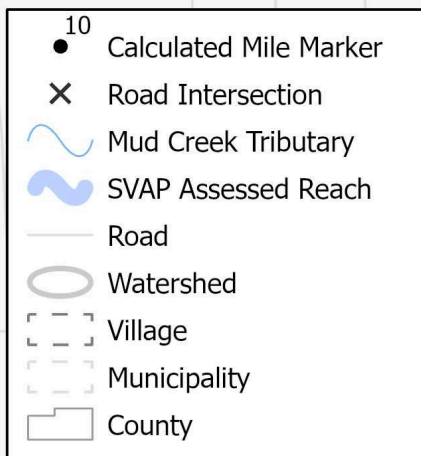 10
Calculated Mile Marker
Road Intersection
Mud Creek Tributary
SVAP Assessed Reach
Road
Watershed
Village
Municipality
County